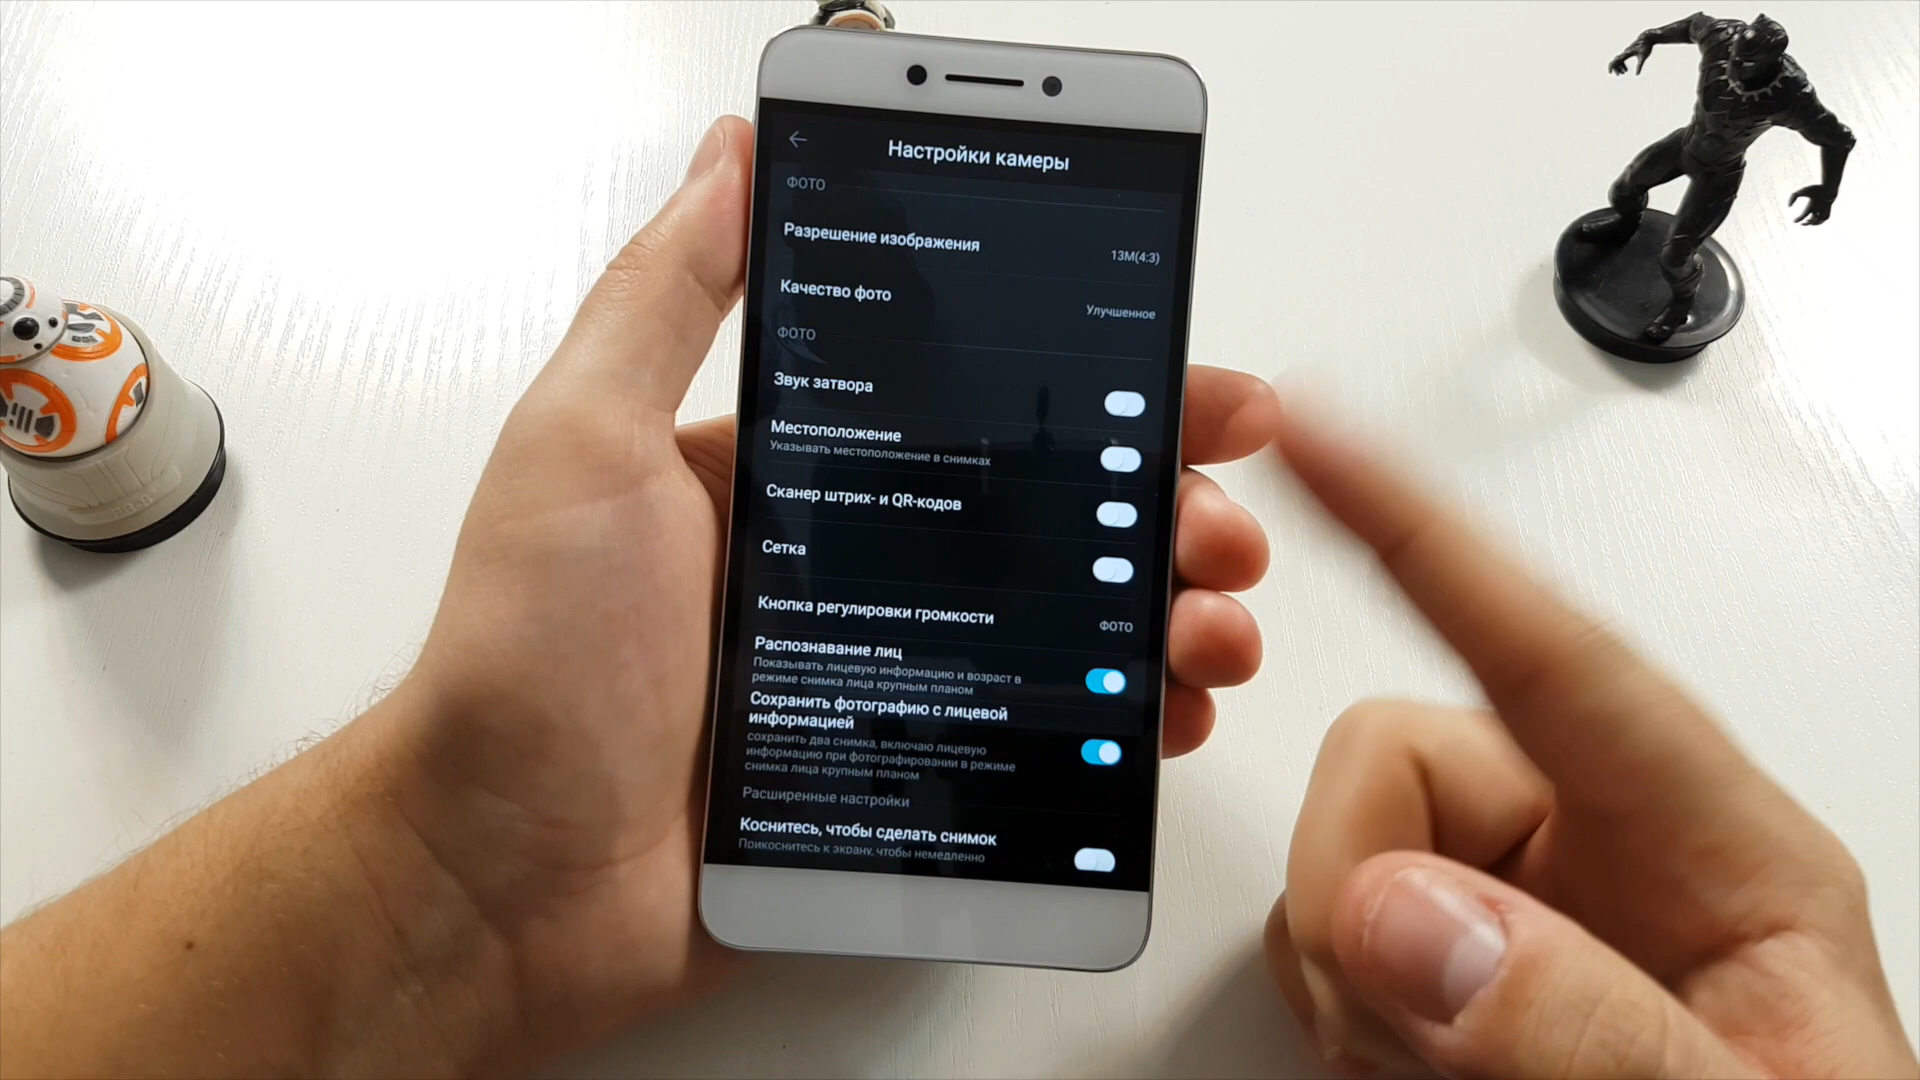 Настройки камеры
ФОТО
Разрешение изображения
13M(4:3)
Качество фото
Улучшенное
ФОТО
Звук затвора
Местоположение
Указывать местоположение в снимках
Сканер штрих- и QR-кодов
Сетка
Кнопка регулировки громкости
ФОТО
Распознавание лиц
Показывать лицевую информацию и возраст в
режиме снимка лица крупным планом
Сохранить фотографию с лицевой
информацией
сохранить два снимка, включаю лицевую
информацию при фотографировании в режиме
снимка лица крупным планом
Расширенные настройки
Коснитесь, чтобы сделать снимок
Прикоснитесь к экрану, чтобы немедленно
BB-8